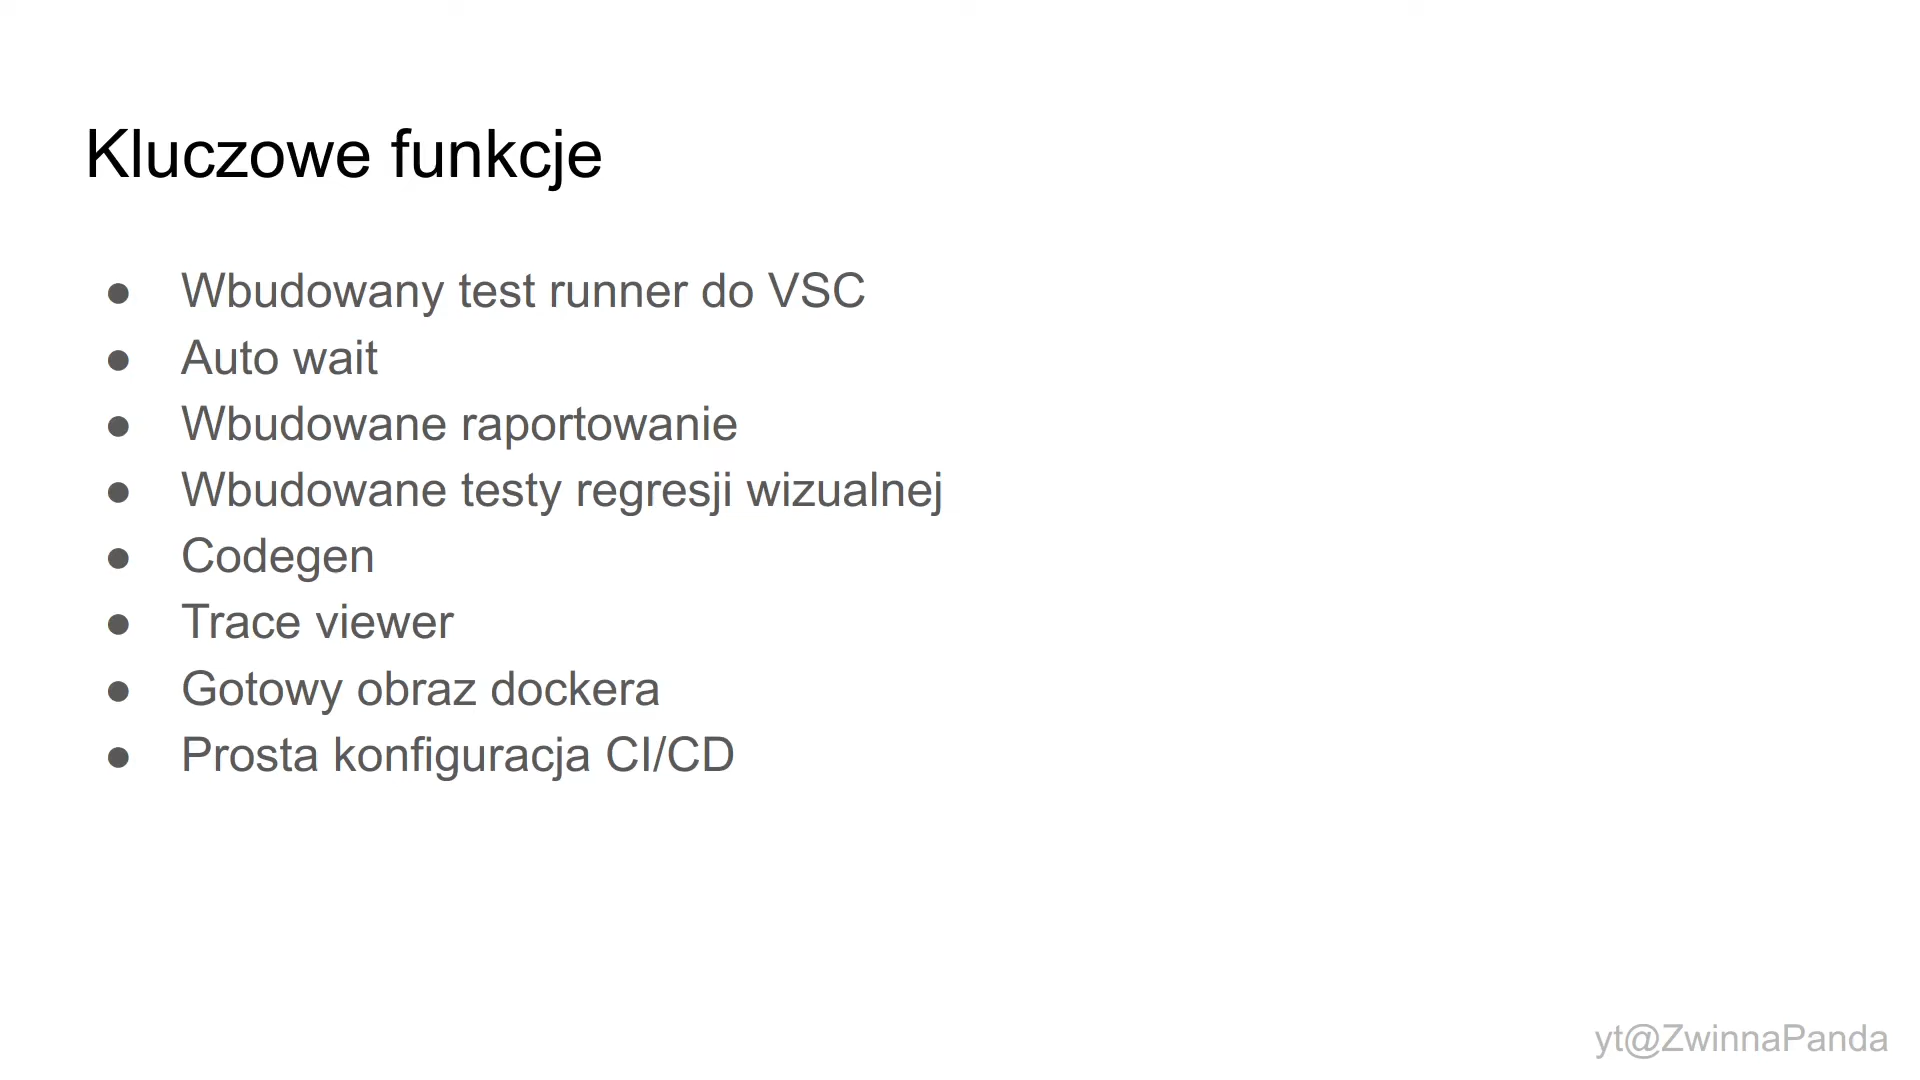 Kluczowe funkcje
● Wbudowany test runner do VSC
● Auto wait
● Wbudowane raportowanie
● Wbudowane testy regresji wizualnej
● Codegen
● Trace viewer
● Gotowy obraz dockera
● Prosta konfiguracja CI/CD
yt@ZwinnaPanda